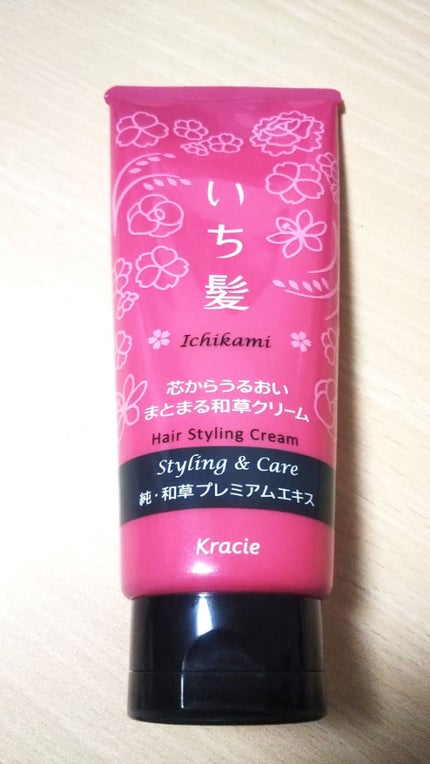 いち髪
Ichikami
芯からうるおい
まとまる和草クリーム
Hair Styling Cream
Styling & Care
純・和草プレミアムエキス
Kracie